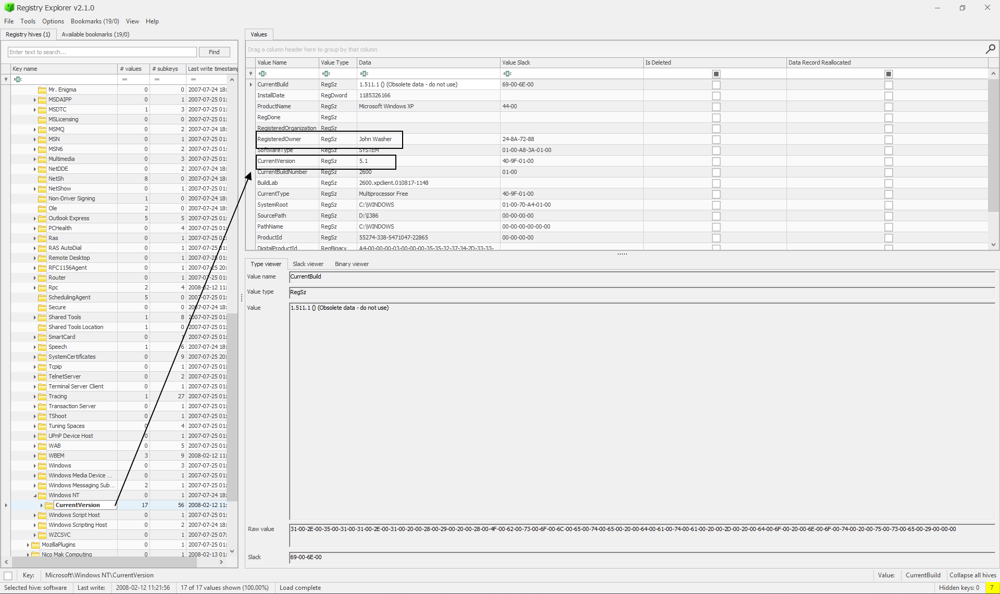 Registry Explorer v2.1.0
File Tools Options Bookmarks (19/0) View Help
Registry hives (1) Available bookmarks (19/0)
Enter text to search... Find
Key name # values # subkeys Last write timestamp
= = =
Mr. Enigma 0 0 2007-07-24 18:
MSDAIPP 0 1 2007-07-25 01:
MSDTC 1 3 2007-07-25 01:
MSLicensing 0 0 2007-07-24 18:
MSMQ 0 2 2007-07-24 18:
MSN 0 1 2007-07-25 01:
MSN6 0 2 2007-07-24 18:
Multimedia 0 3 2007-07-25 01:
NetDDE 0 2 2007-07-24 18:
NetSh 8 0 2007-07-24 18:
NetShow 0 1 2007-07-25 01:
Non-Driver Signing 1 0 2007-07-24 18:
Ole 2 0 2007-07-24 18:
Outlook Express 5 5 2007-07-25 01:
PCHealth 0 4 2007-07-25 01:
Ras 0 1 2007-07-25 01:
RAS AutoDial 0 1 2007-07-25 01:
Remote Desktop 0 1 2007-07-25 01:
RFC1156Agent 0 1 2007-07-25 20:
Router 0 1 2007-07-25 01:
Rpc 2 4 2008-02-12 11:
SchedulingAgent 5 0 2007-07-25 01:
Secure 0 0 2007-07-24 18:
Shared Tools 1 8 2007-07-25 01:
Shared Tools Location 1 0 2007-07-25 01:
SmartCard 0 1 2007-07-25 01:
Speech 1 6 2007-07-24 18:
SystemCertificates 0 9 2007-07-25 20:
Tcpip 0 1 2007-07-25 01:
TelnetServer 0 2 2007-07-25 01:
Terminal Server Client 0 1 2007-07-25 01:
Tracing 1 27 2007-07-25 01:
Transaction Server 0 1 2007-07-25 01:
TShoot 0 1 2007-07-25 01:
Tuning Spaces 0 4 2007-07-25 01:
UPnP Device Host 0 1 2007-07-25 01:
WAB 0 5 2007-07-25 01:
WBEM 3 9 2008-02-12 11:
Windows 0 3 2007-07-25 01:
Windows Media Device ... 0 1 2007-07-25 01:
Windows Messaging Sub... 2 1 2007-07-25 01:
Windows NT 0 1 2007-07-24 18:
CurrentVersion 17 56 2008-02-12 11:
Windows Script Host 0 1 2007-07-25 01:
Windows Scripting Host 0 2 2007-07-24 18:
WZCSVC 0 1 2007-07-25 07:
MozillaPlugins 0 1 2007-07-25 01:
Nico Mak Computing 0 1 2008-02-13 01:
Values
Drag a column header here to group by that column
Value Name Value Type Data Value Slack Is Deleted Data Record Reallocated
CurrentBuild RegSz 1.511.1 () (Obsolete data - do not use) 69-00-6E-00
InstallDate RegDword 1185326166
ProductName RegSz Microsoft Windows XP 44-00
RegDone RegSz
RegisteredOrganization RegSz
RegisteredOwner RegSz John Washer 24-8A-72-88
SoftwareType RegSz SYSTEM 01-00-A8-3A-01-00
CurrentVersion RegSz 5.1 40-9F-01-00
CurrentBuildNumber RegSz 2600 01-00
BuildLab RegSz 2600.xpclient.010817-1148
CurrentType RegSz Multiprocessor Free 40-9F-01-00
SystemRoot RegSz C:\WINDOWS 01-00-70-A4-01-00
SourcePath RegSz D:\I386 00-00-00-00
PathName RegSz C:\WINDOWS 00-00-00-00-00-00
ProductId RegSz 55274-338-5471047-22865 00-00-00-00
DigitalProductId RegBinary A4-00-00-00-03-00-00-00-35-35-32-37-34-2D-33-33-
Type viewer Slack viewer Binary viewer
Value name CurrentBuild
Value type RegSz
Value 1.511.1 () (Obsolete data - do not use)
Raw value 31-00-2E-00-35-00-31-00-31-00-2E-00-31-00-20-00-28-00-29-00-20-00-28-00-4F-00-62-00-73-00-6F-00-6C-00-65-00-74-00-65-00-20-00-64-00-61-00-74-00-61-00-20-00-2D-00-20-00-64-00-6F-00-20-00-6E-00-6F-00-74-00-20-00-75-00-73-00-65-00-29-00-00-00
Slack 69-00-6E-00
Key: Microsoft\Windows NT\CurrentVersion Value: CurrentBuild Collapse all hives
Selected hive: software Last write: 2008-02-12 11:21:56 17 of 17 values shown (100.00%) Load complete Hidden keys: 0 7